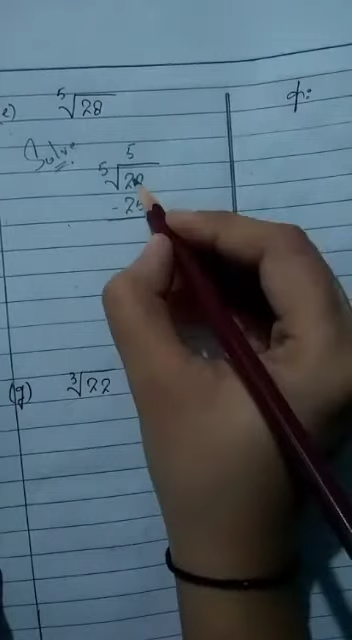 e) ⁵√28
फ:
Solve
5
⁵√28
- 25
(g) ³√22